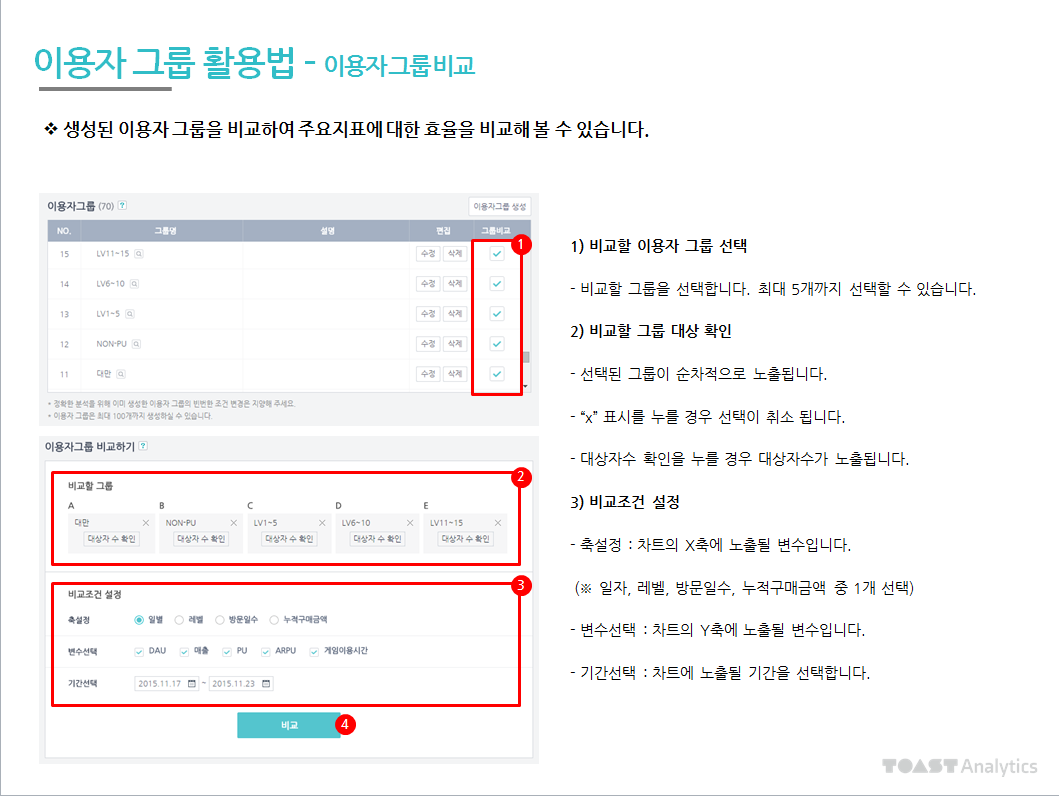 이용자 그룹 활용법 - 이용자 그룹 비교
❖ 생성된 이용자 그룹을 비교하여 주요지표에 대한 효율을 비교해 볼 수 있습니다.
이용자그룹 (70) ?
이용자그룹 생성
NO. 그룹명 설명 편집 그룹비교
1
15 LV11~15 수정 삭제
14 LV6~10 수정 삭제
13 LV1~5 수정 삭제
12 NON-PU 수정 삭제
11 대만 수정 삭제
* 정확한 분석을 위해 이미 생성한 이용자 그룹의 빈번한 조건 변경은 지양해 주세요.
* 이용자 그룹은 최대 100개까지 생성하실 수 있습니다.
이용자그룹 비교하기 ?
2
비교할 그룹
A B C D E
대만 × NON-PU × LV1~5 × LV6~10 × LV11~15 ×
대상자 수 확인 대상자 수 확인 대상자 수 확인 대상자 수 확인 대상자 수 확인
3
비교조건 설정
축설정 일별 레벨 방문일수 누적구매금액
변수선택 DAU 매출 PU ARPU 게임이용시간
기간선택 2015.11.17 ~ 2015.11.23
비교 4
1) 비교할 이용자 그룹 선택
- 비교할 그룹을 선택합니다. 최대 5개까지 선택할 수 있습니다.
2) 비교할 그룹 대상 확인
- 선택된 그룹이 순차적으로 노출됩니다.
- “x” 표시를 누를 경우 선택이 취소 됩니다.
- 대상자수 확인을 누를 경우 대상자수가 노출됩니다.
3) 비교조건 설정
- 축설정 : 차트의 X축에 노출될 변수입니다.
(※ 일자, 레벨, 방문일수, 누적구매금액 중 1개 선택)
- 변수선택 : 차트의 Y축에 노출될 변수입니다.
- 기간선택 : 차트에 노출될 기간을 선택합니다.
TOAST Analytics